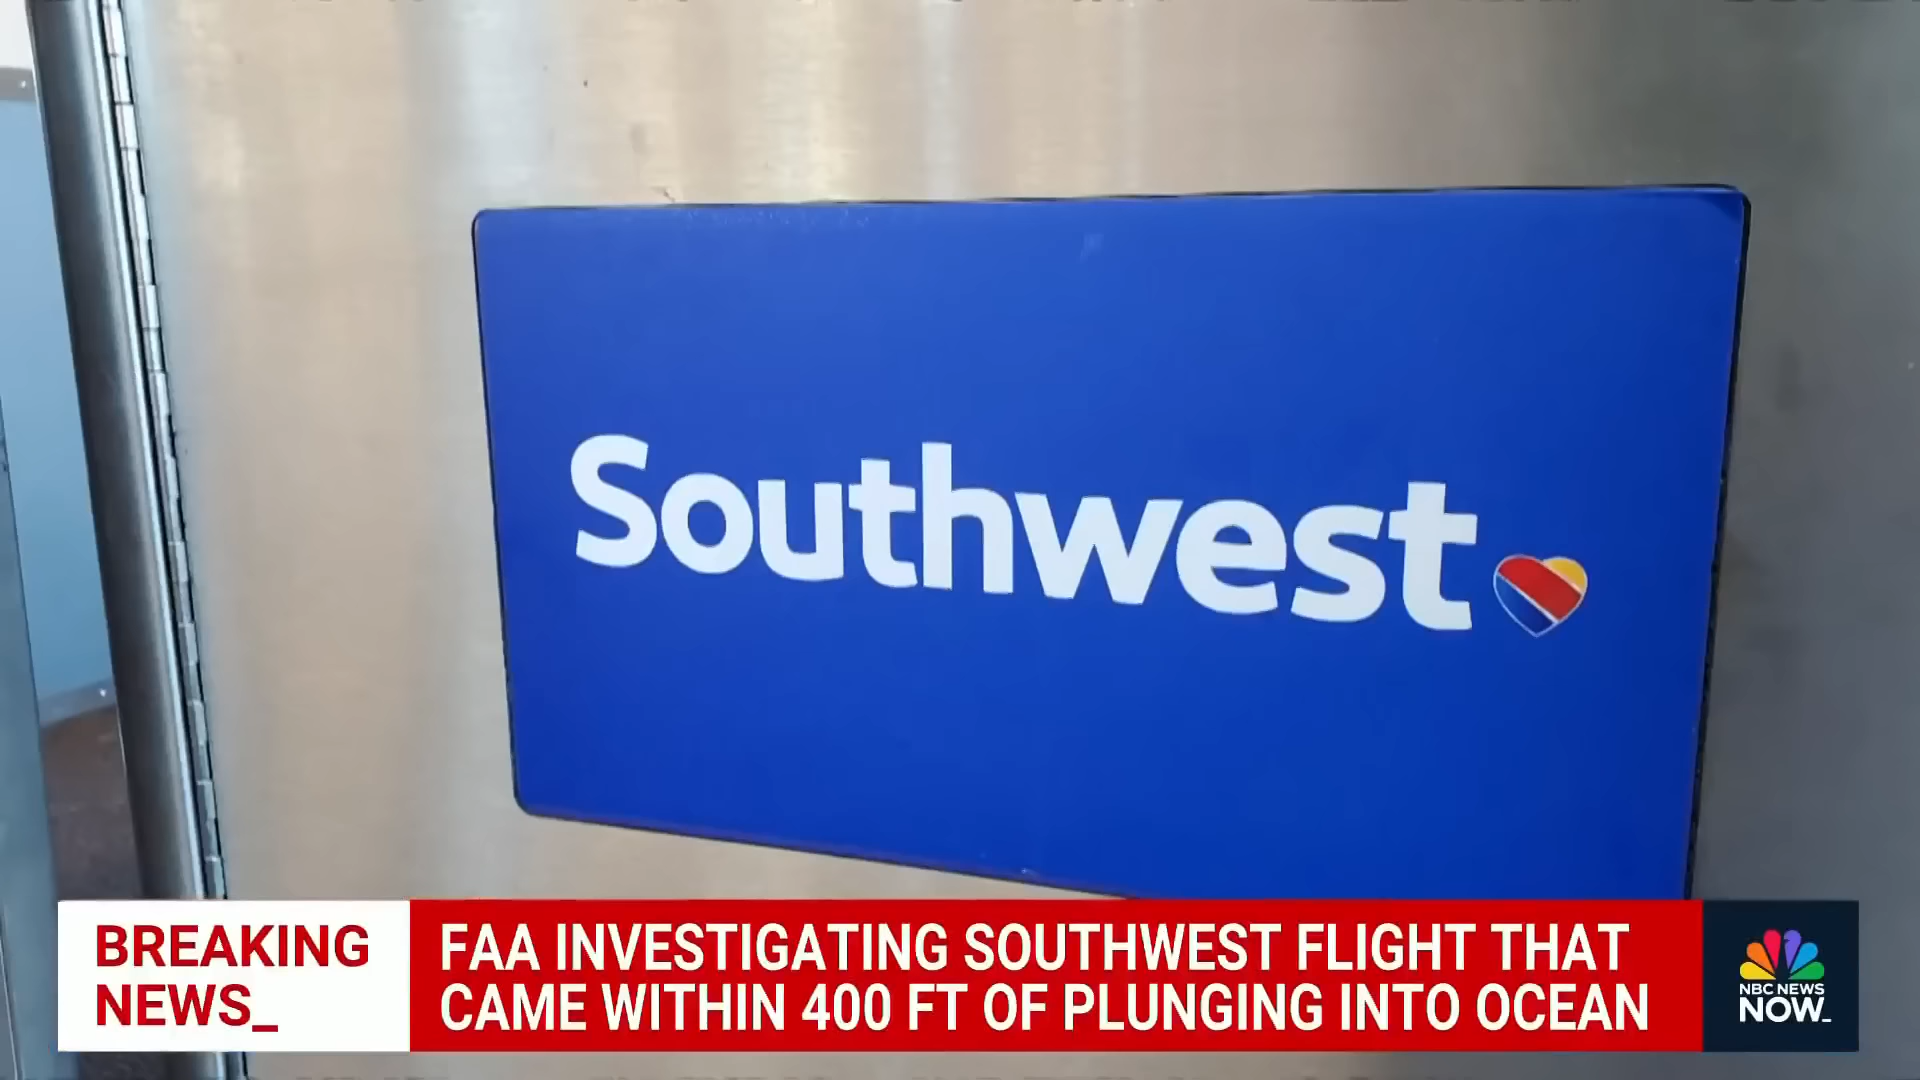 Southwest
BREAKING
NEWS_
FAA INVESTIGATING SOUTHWEST FLIGHT THAT
CAME WITHIN 400 FT OF PLUNGING INTO OCEAN
NBC NEWS
NOW_